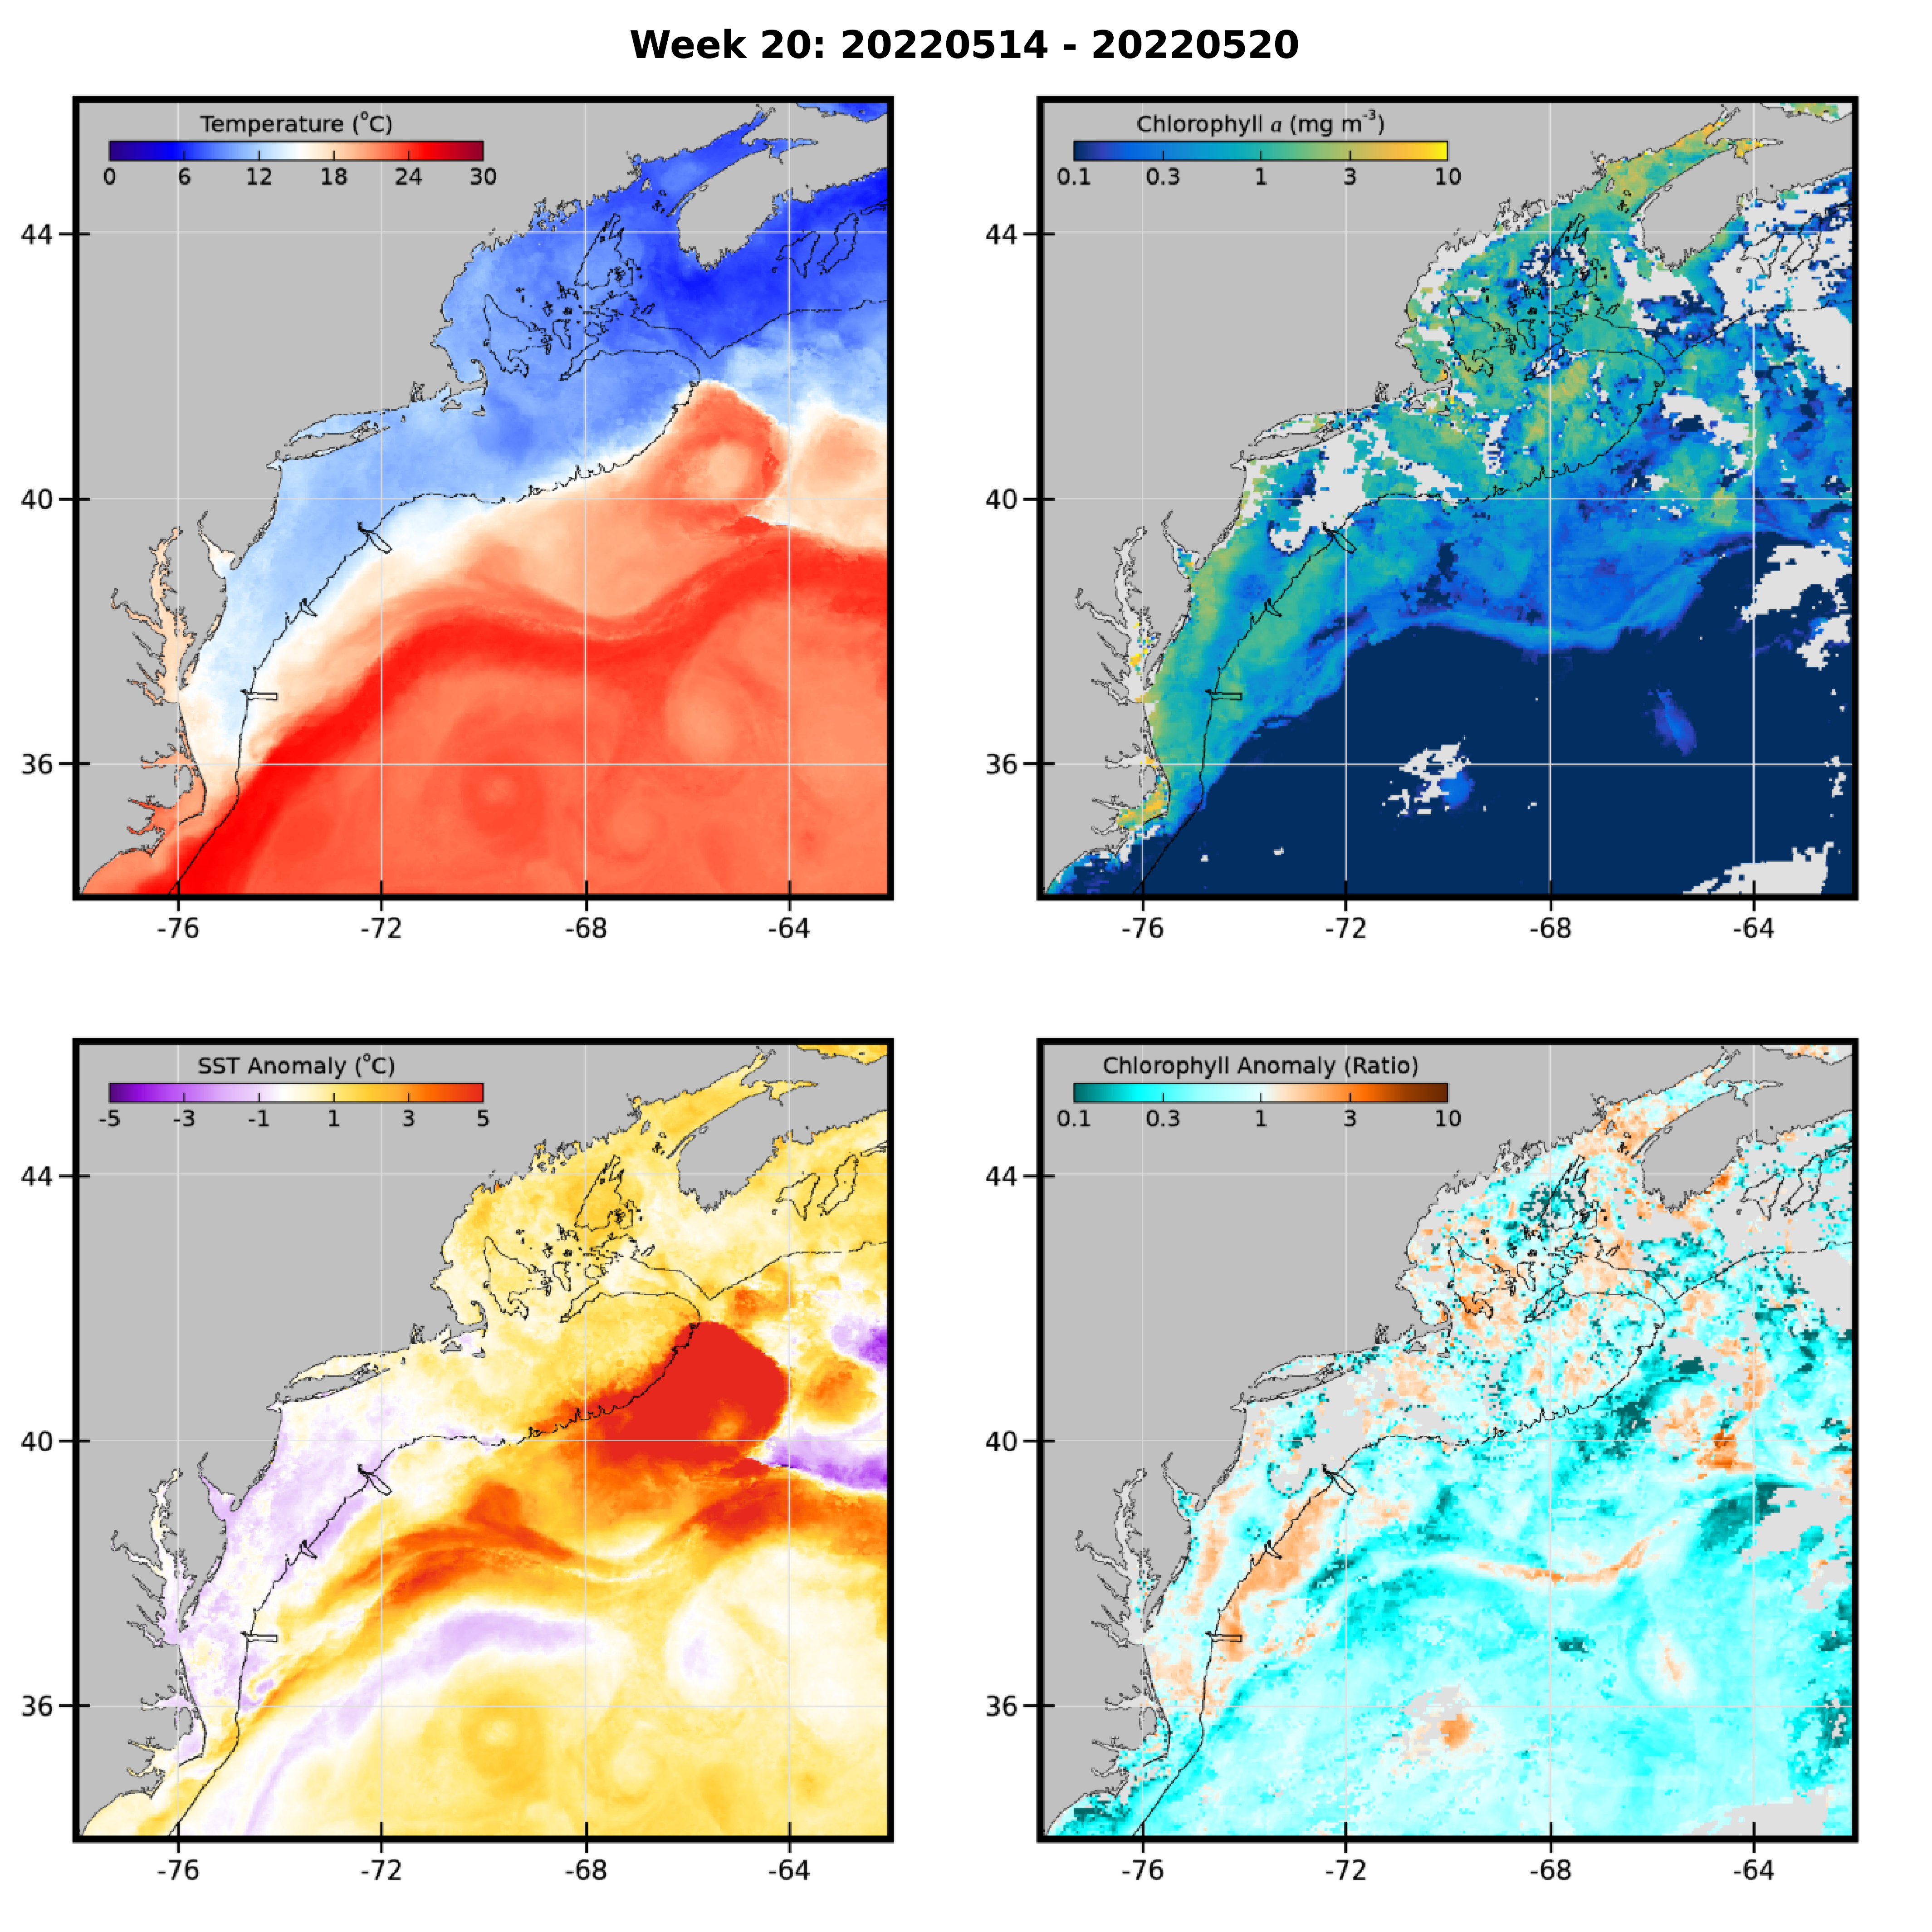 Week 20: 20220514 - 20220520
Temperature (°C)
0 6 12 18 24 30
44
40
36
-76 -72 -68 -64
Chlorophyll a (mg m⁻³)
0.1 0.3 1 3 10
44
40
36
-76 -72 -68 -64
SST Anomaly (°C)
-5 -3 -1 1 3 5
44
40
36
-76 -72 -68 -64
Chlorophyll Anomaly (Ratio)
0.1 0.3 1 3 10
44
40
36
-76 -72 -68 -64